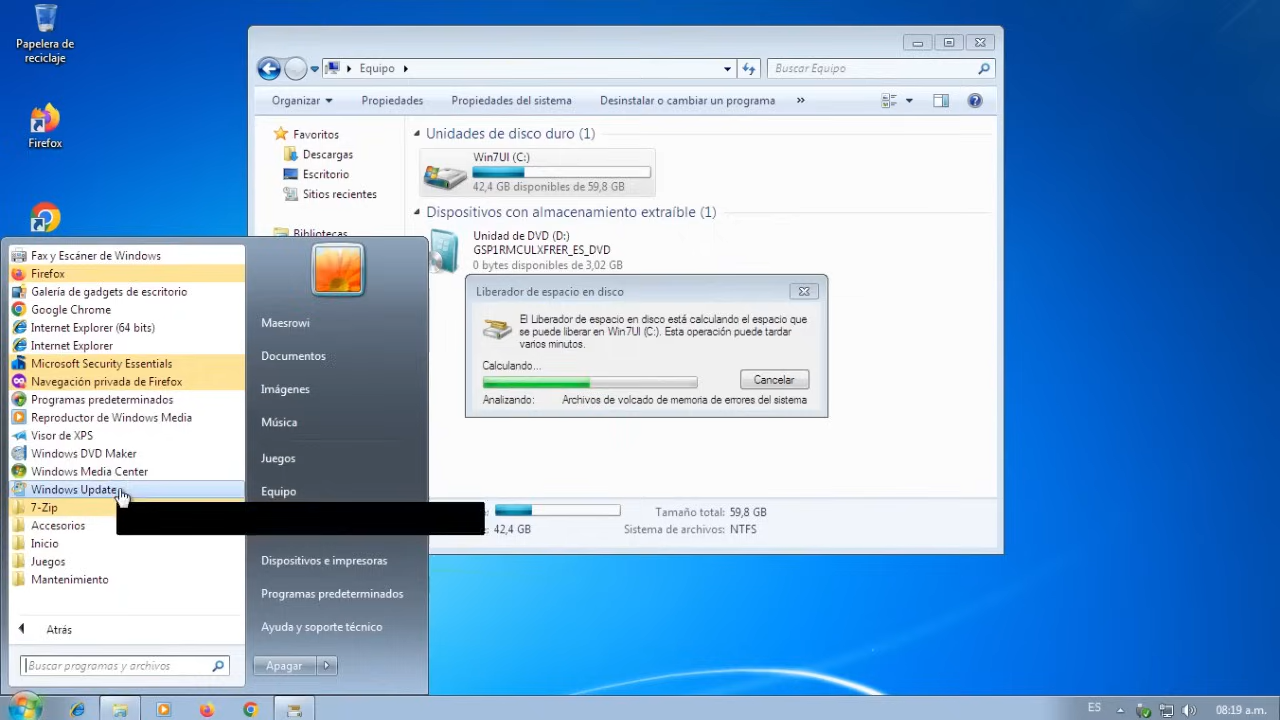 Papelera de
reciclaje
Firefox
Equipo
Buscar Equipo
Organizar
Propiedades
Propiedades del sistema
Desinstalar o cambiar un programa
»
Favoritos
Descargas
Escritorio
Sitios recientes
Bibliotecas
Unidades de disco duro (1)
Win7UI (C:)
42,4 GB disponibles de 59,8 GB
Dispositivos con almacenamiento extraíble (1)
Unidad de DVD (D:)
GSP1RMCULXFRER_ES_DVD
0 bytes disponibles de 3,02 GB
Liberador de espacio en disco
El Liberador de espacio en disco está calculando el espacio que
se puede liberar en Win7UI (C:). Esta operación puede tardar
varios minutos.
Calculando...
Cancelar
Analizando: Archivos de volcado de memoria de errores del sistema
Tamaño total: 59,8 GB
42,4 GB
Sistema de archivos: NTFS
Fax y Escáner de Windows
Firefox
Galería de gadgets de escritorio
Google Chrome
Internet Explorer (64 bits)
Internet Explorer
Microsoft Security Essentials
Navegación privada de Firefox
Programas predeterminados
Reproductor de Windows Media
Visor de XPS
Windows DVD Maker
Windows Media Center
Windows Update
7-Zip
Accesorios
Inicio
Juegos
Mantenimiento
Atrás
Buscar programas y archivos
Maesrowi
Documentos
Imágenes
Música
Juegos
Equipo
Dispositivos e impresoras
Programas predeterminados
Ayuda y soporte técnico
Apagar
ES
08:19 a.m.